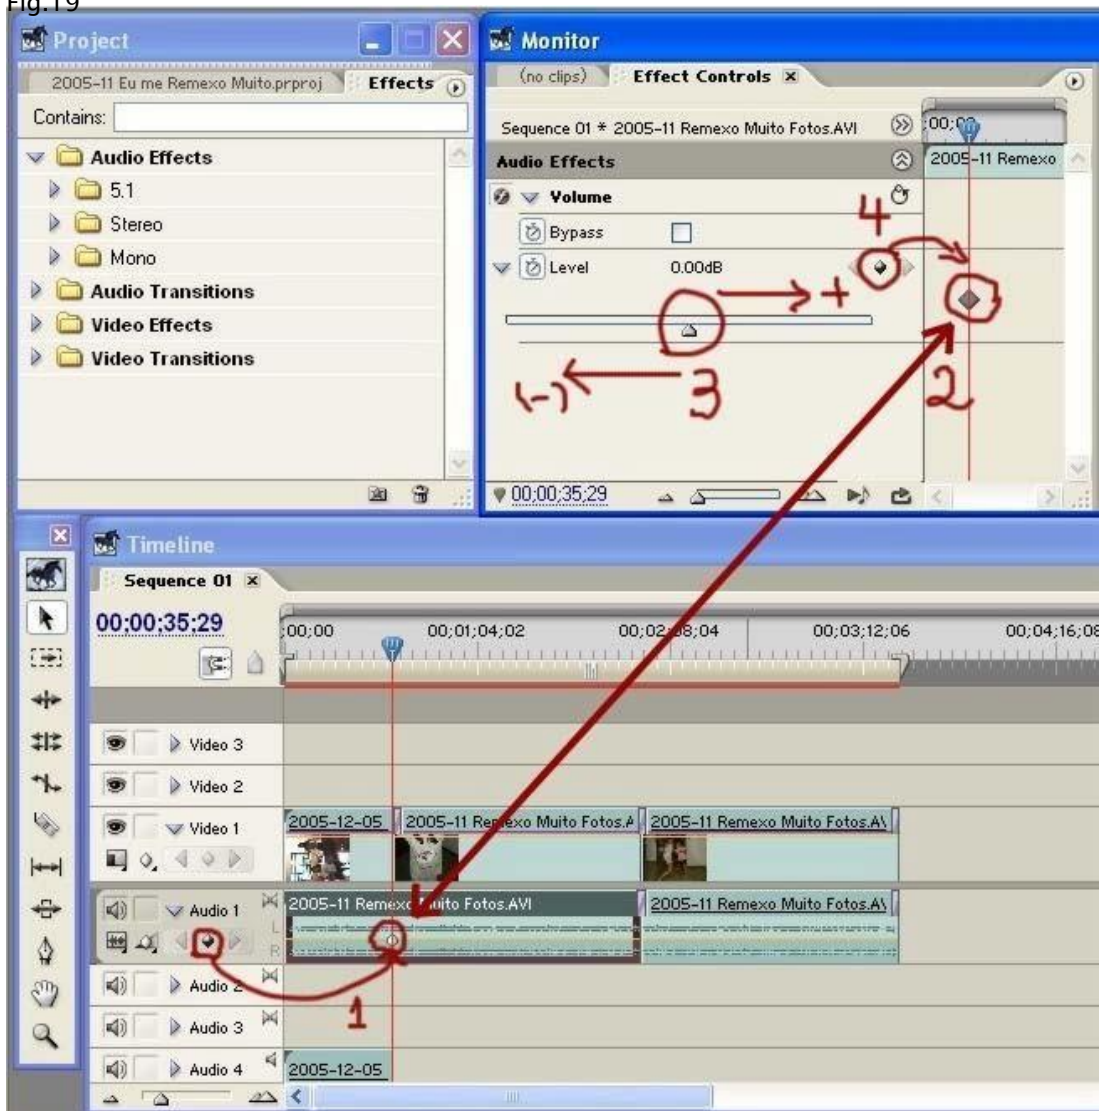 Fig.19
Project
2005-11 Eu me Remexo Muito.prproj
Effects
Contains:
Audio Effects
5.1
Stereo
Mono
Audio Transitions
Video Effects
Video Transitions
Monitor
(no clips)
Effect Controls
Sequence 01 * 2005-11 Remexo Muito Fotos.AVI
2005-11 Remexo
Audio Effects
Volume
4
Bypass
Level 0.00dB
+
(-)
3
2
00;00;35;29
Timeline
Sequence 01
00;00;35;29
;00;00 00;01;04;02 00;02;08;04 00;03;12;06 00;04;16;08
Video 3
Video 2
Video 1
2005-12-05
2005-11 Remexo Muito Fotos.A
2005-11 Remexo Muito Fotos.A\
Audio 1
2005-11 Remexo Muito Fotos.AVI
2005-11 Remexo Muito Fotos.A\
L
R
1
Audio 2
Audio 3
Audio 4
2005-12-05